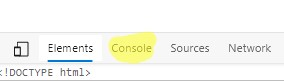 Elements Console Sources Network
<!DOCTYPE html>